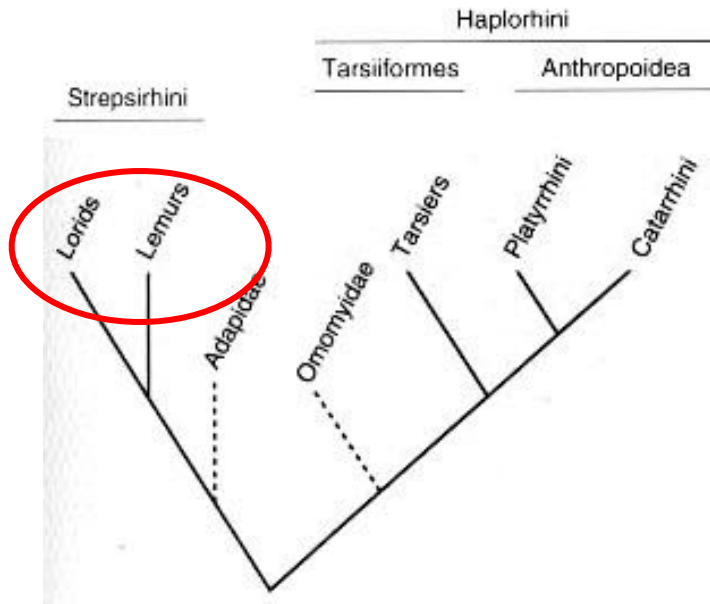 Haplorhini
Tarsiiformes
Anthropoidea
Strepsirhini
Lorids
Lemurs
Adapidae
Omomyidae
Tarsiers
Platyrrhini
Catarrhini